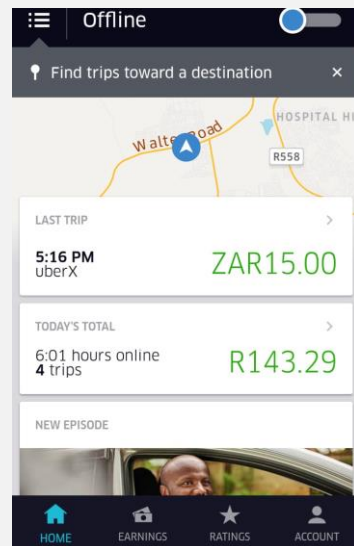 Offline
Find trips toward a destination ×
HOSPITAL HI
Walter Road
R558
LAST TRIP >
5:16 PM
uberX
ZAR15.00
TODAY'S TOTAL >
6:01 hours online
4 trips
R143.29
NEW EPISODE
HOME EARNINGS RATINGS ACCOUNT